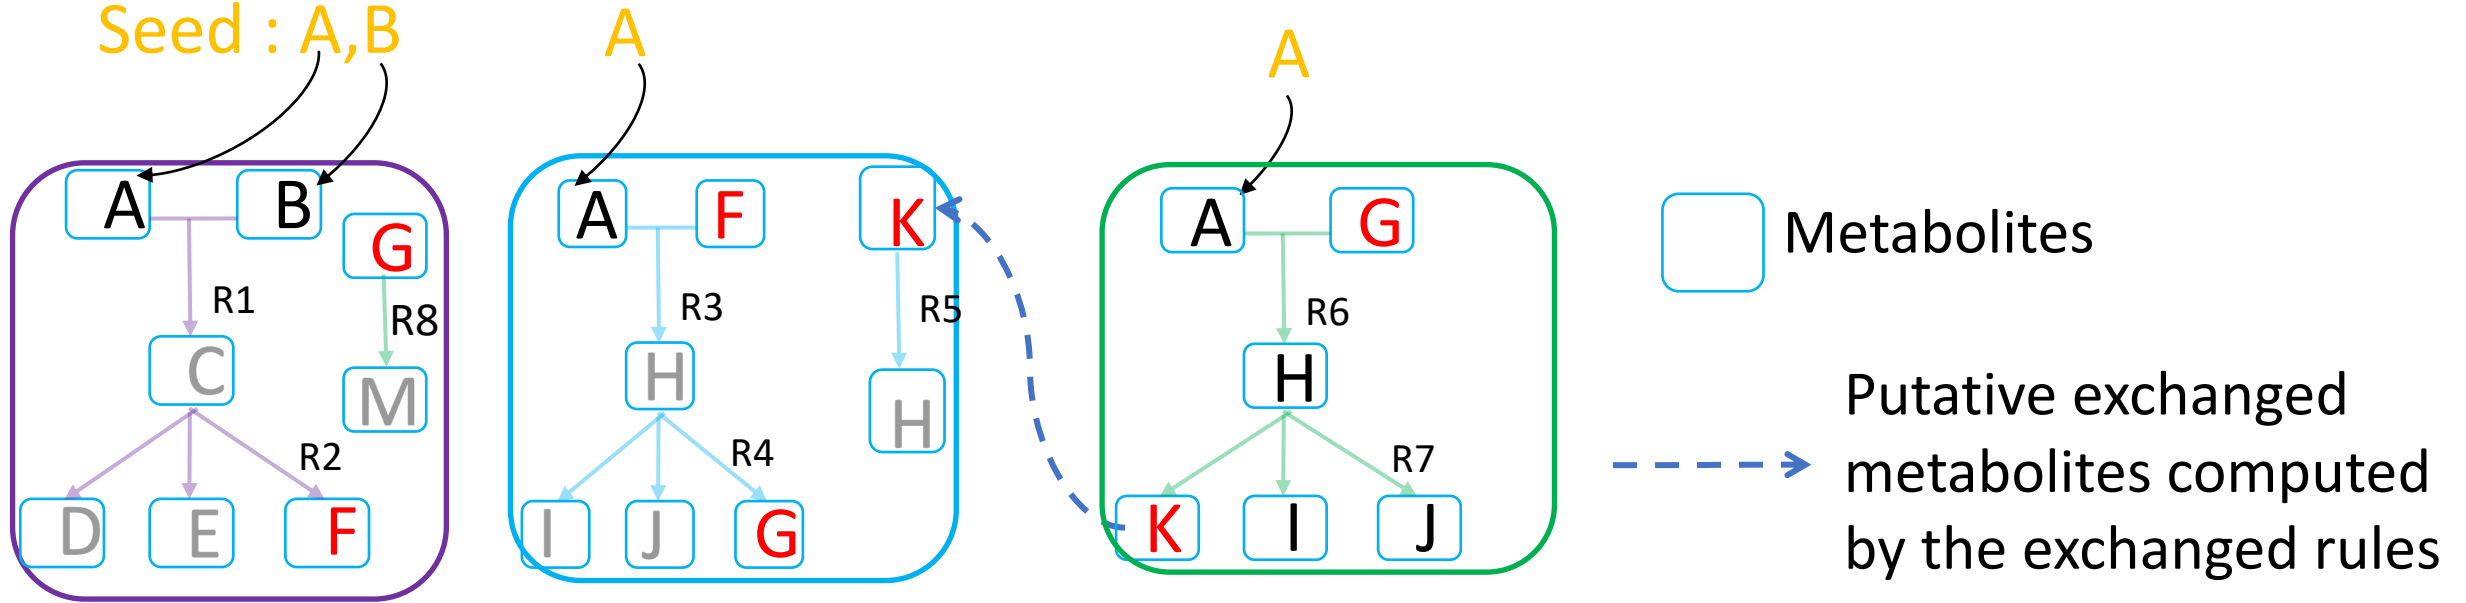 Seed : A,B
A
A
A
B
G
R1
R8
C
M
R2
D
E
F
A
F
K
R3
R5
H
H
R4
I
J
G
A
G
R6
H
R7
K
I
J
Metabolites
Putative exchanged
metabolites computed
by the exchanged rules